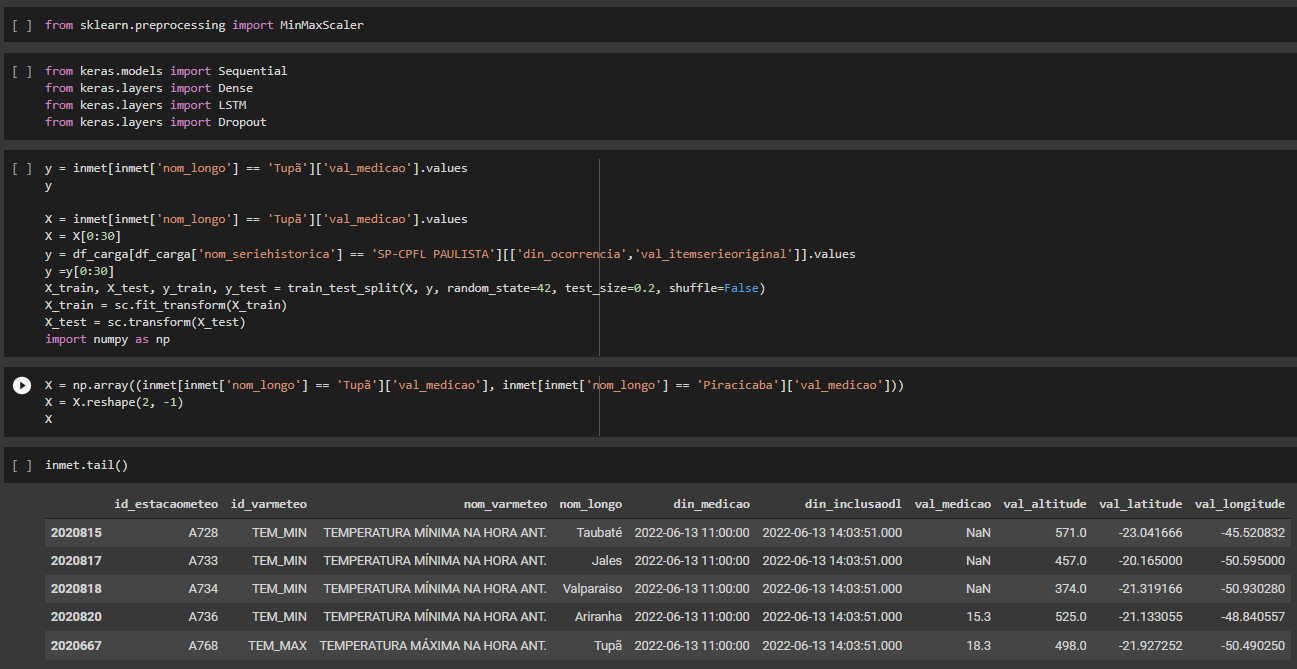 [ ] from sklearn.preprocessing import MinMaxScaler
[ ] from keras.models import Sequential
from keras.layers import Dense
from keras.layers import LSTM
from keras.layers import Dropout
[ ] y = inmet[inmet['nom_longo'] == 'Tupã']['val_medicao'].values
y
X = inmet[inmet['nom_longo'] == 'Tupã']['val_medicao'].values
X = X[0:30]
y = df_carga[df_carga['nom_seriehistorica'] == 'SP-CPFL PAULISTA'][['din_ocorrencia','val_itemserieoriginal']].values
y =y[0:30]
X_train, X_test, y_train, y_test = train_test_split(X, y, random_state=42, test_size=0.2, shuffle=False)
X_train = sc.fit_transform(X_train)
X_test = sc.transform(X_test)
import numpy as np
X = np.array((inmet[inmet['nom_longo'] == 'Tupã']['val_medicao'], inmet[inmet['nom_longo'] == 'Piracicaba']['val_medicao']))
X = X.reshape(2, -1)
X
[ ] inmet.tail()
id_estacaometeo id_varmeteo nom_varmeteo nom_longo din_medicao din_inclusaodl val_medicao val_altitude val_latitude val_longitude
2020815 A728 TEM_MIN TEMPERATURA MÍNIMA NA HORA ANT. Taubaté 2022-06-13 11:00:00 2022-06-13 14:03:51.000 NaN 571.0 -23.041666 -45.520832
2020817 A733 TEM_MIN TEMPERATURA MÍNIMA NA HORA ANT. Jales 2022-06-13 11:00:00 2022-06-13 14:03:51.000 NaN 457.0 -20.165000 -50.595000
2020818 A734 TEM_MIN TEMPERATURA MÍNIMA NA HORA ANT. Valparaiso 2022-06-13 11:00:00 2022-06-13 14:03:51.000 NaN 374.0 -21.319166 -50.930280
2020820 A736 TEM_MIN TEMPERATURA MÍNIMA NA HORA ANT. Ariranha 2022-06-13 11:00:00 2022-06-13 14:03:51.000 15.3 525.0 -21.133055 -48.840557
2020667 A768 TEM_MAX TEMPERATURA MÁXIMA NA HORA ANT. Tupã 2022-06-13 11:00:00 2022-06-13 14:03:51.000 18.3 498.0 -21.927252 -50.490250